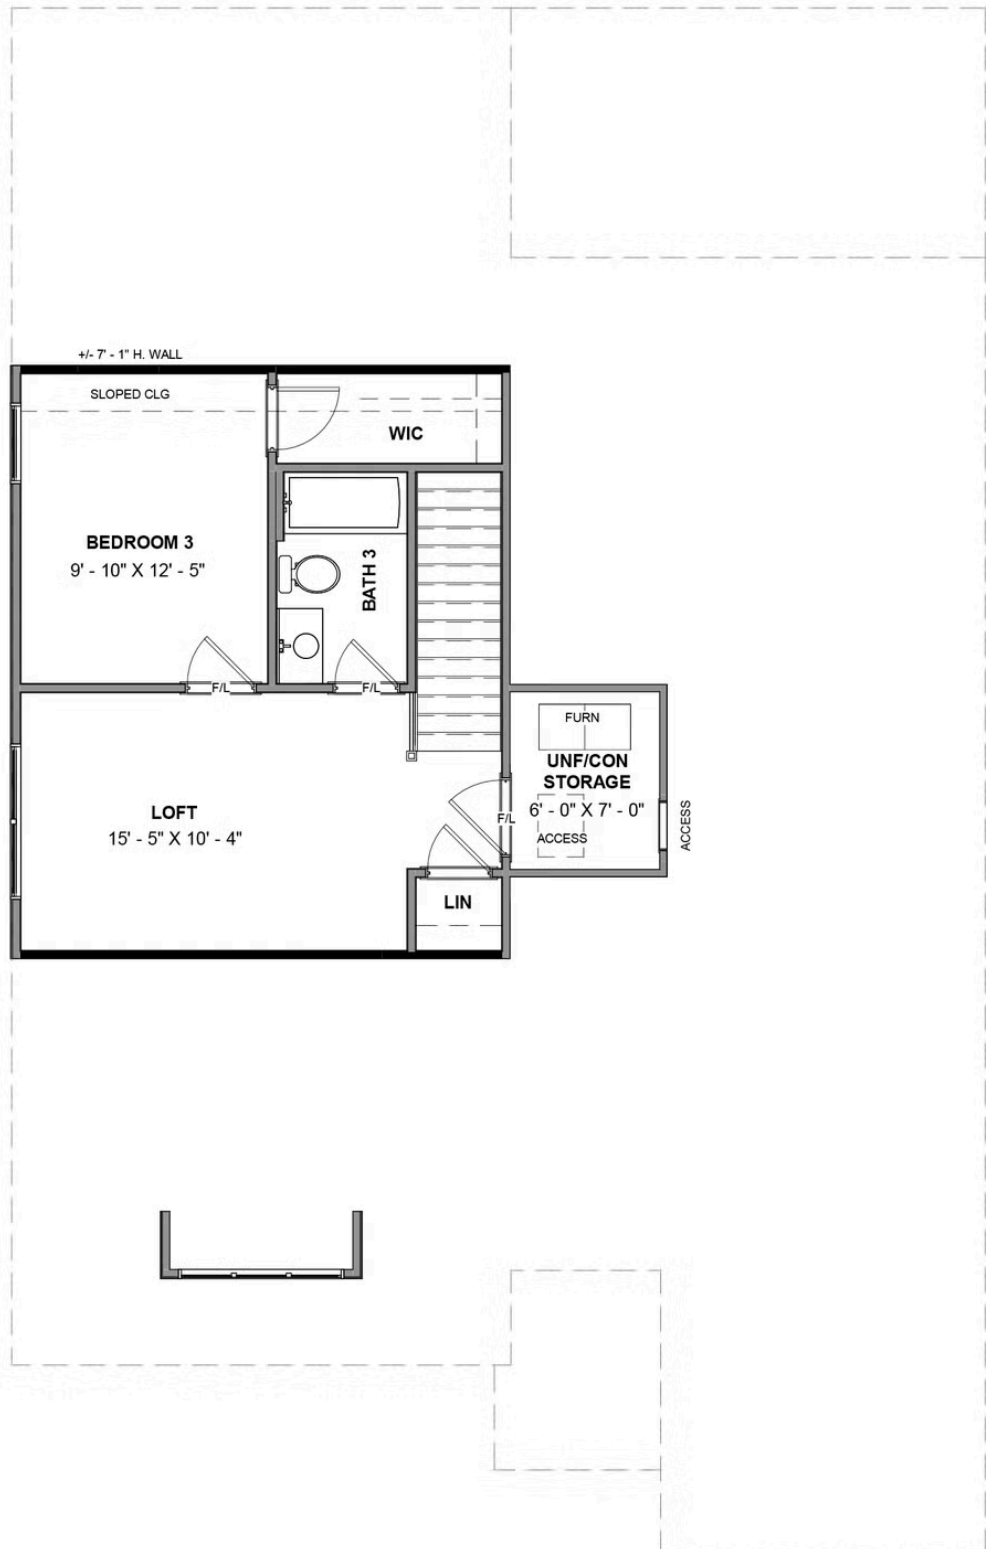 +/- 7' - 1" H. WALL
SLOPED CLG
WIC
BEDROOM 3
9' - 10" X 12' - 5"
BATH 3
F/L
F/L
FURN
UNF/CON
STORAGE
6' - 0" X 7' - 0"
ACCESS
ACCESS
F/L
LOFT
15' - 5" X 10' - 4"
LIN